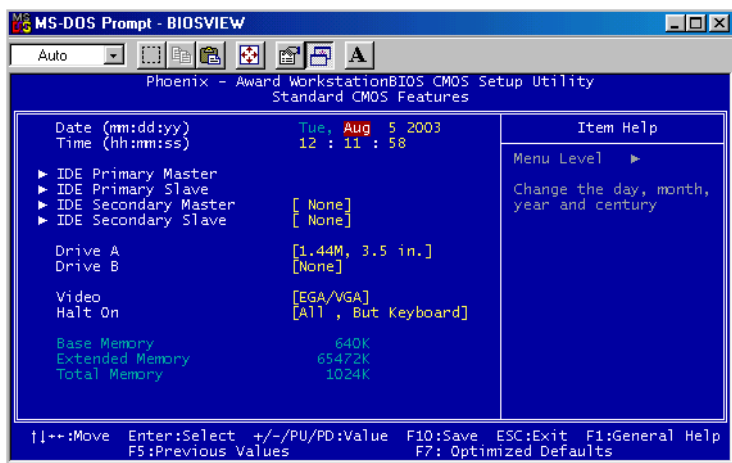 MS-DOS Prompt - BIOSVIEW
Auto
A
Phoenix - Award WorkstationBIOS CMOS Setup Utility
Standard CMOS Features
Date (mm:dd:yy) Tue, Aug 5 2003
Time (hh:mm:ss) 12 : 11 : 58
► IDE Primary Master
► IDE Primary Slave
► IDE Secondary Master [ None]
► IDE Secondary Slave [ None]
Drive A [1.44M, 3.5 in.]
Drive B [None]
Video [EGA/VGA]
Halt On [All , But Keyboard]
Base Memory 640K
Extended Memory 65472K
Total Memory 1024K
Item Help
Menu Level ►
Change the day, month,
year and century
↑↓←→:Move Enter:Select +/-/PU/PD:Value F10:Save ESC:Exit F1:General Help
F5:Previous Values F7: Optimized Defaults